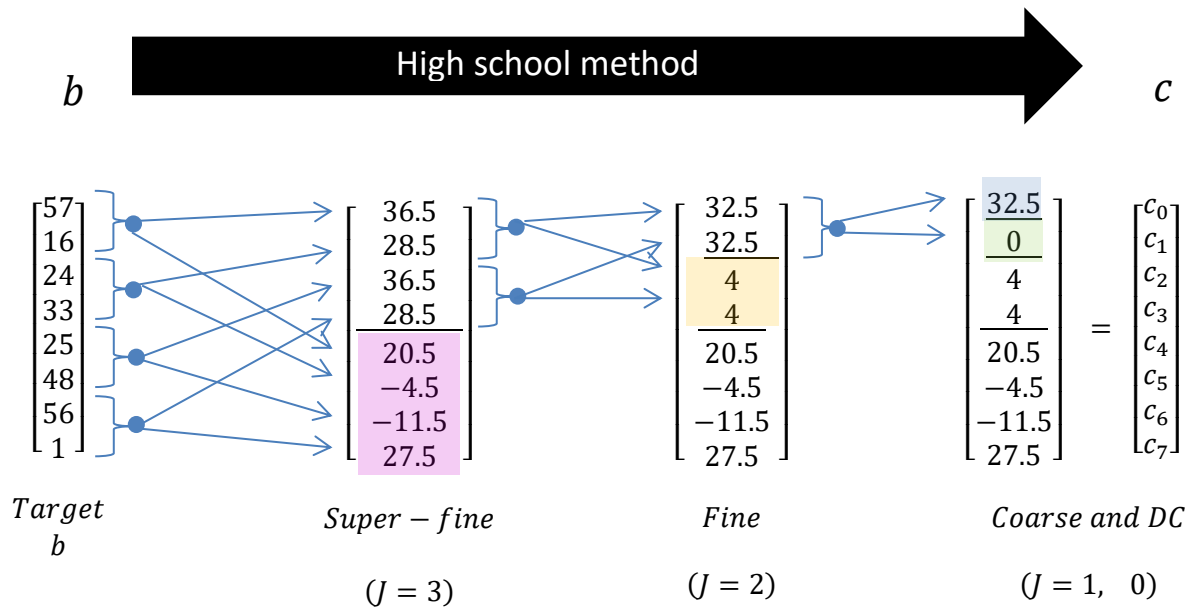 High school method
b
c
57
16
24
33
25
48
56
1
36.5
28.5
36.5
28.5
20.5
−4.5
−11.5
27.5
32.5
32.5
4
4
20.5
−4.5
−11.5
27.5
32.5
0
4
4
20.5
−4.5
−11.5
27.5
=
c₀
c₁
c₂
c₃
c₄
c₅
c₆
c₇
Target
b
Super − fine
(J = 3)
Fine
(J = 2)
Coarse and DC
(J = 1, 0)